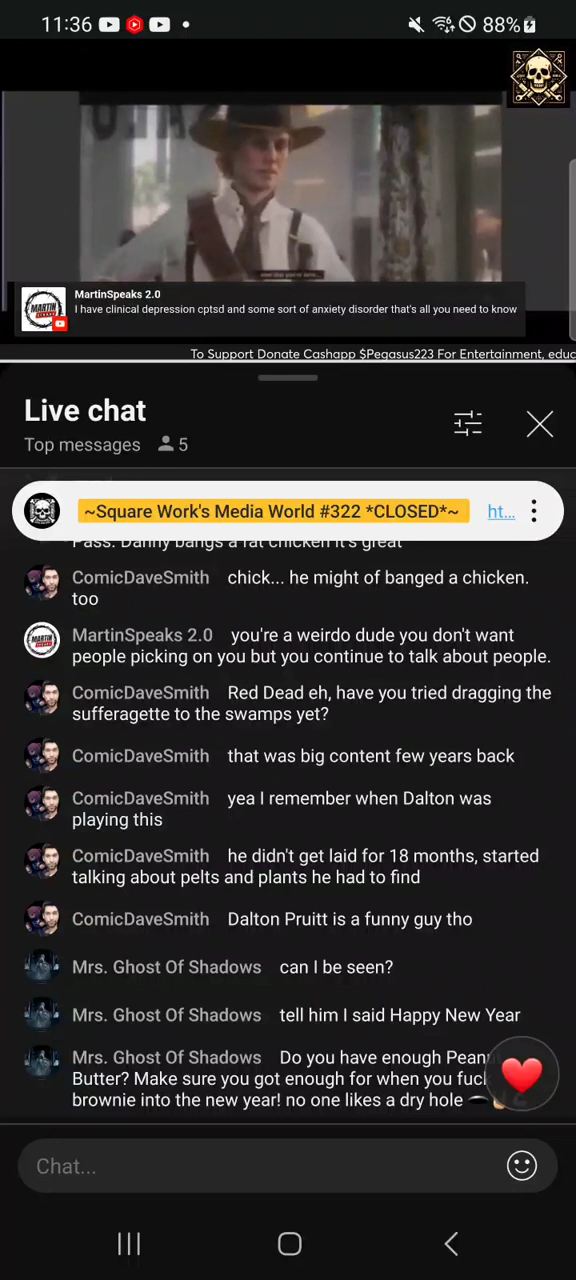 11:36
88%
MartinSpeaks 2.0
I have clinical depression cptsd and some sort of anxiety disorder that's all you need to know
To Support Donate Cashapp $Pegasus223 For Entertainment, educ
Live chat
Top messages 5
~Square Work's Media World #322 *CLOSED*~ ht...
Pass. Danny bangs a fat chicken it's great
ComicDaveSmith chick... he might of banged a chicken.
too
MartinSpeaks 2.0 you're a weirdo dude you don't want
people picking on you but you continue to talk about people.
ComicDaveSmith Red Dead eh, have you tried dragging the
sufferagette to the swamps yet?
ComicDaveSmith that was big content few years back
ComicDaveSmith yea I remember when Dalton was
playing this
ComicDaveSmith he didn't get laid for 18 months, started
talking about pelts and plants he had to find
ComicDaveSmith Dalton Pruitt is a funny guy tho
Mrs. Ghost Of Shadows can I be seen?
Mrs. Ghost Of Shadows tell him I said Happy New Year
Mrs. Ghost Of Shadows Do you have enough Pean
Butter? Make sure you got enough for when you fuck
brownie into the new year! no one likes a dry hole
Chat...